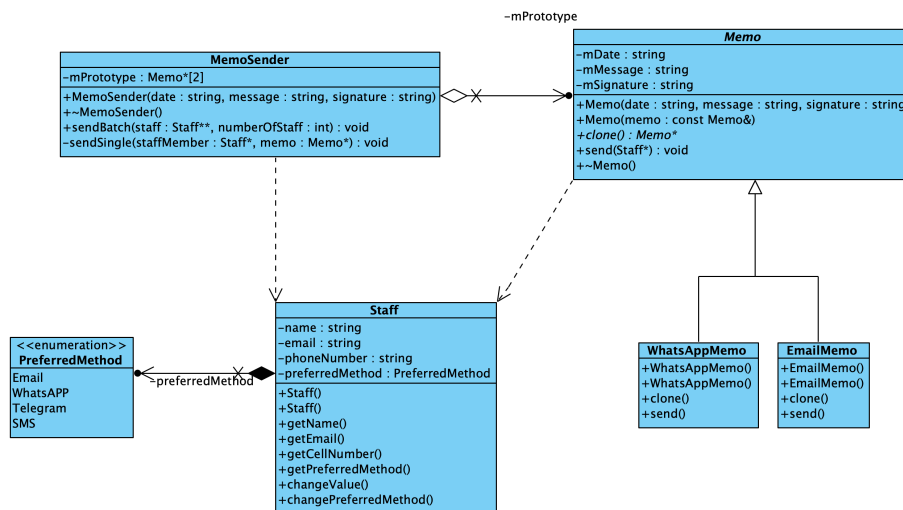 -mPrototype
MemoSender
-mPrototype : Memo*[2]
+MemoSender(date : string, message : string, signature : string)
+~MemoSender()
+sendBatch(staff : Staff**, numberOfStaff : int) : void
-sendSingle(staffMember : Staff*, memo : Memo*) : void
Memo
-mDate : string
-mMessage : string
-mSignature : string
+Memo(date : string, message : string, signature : string
+Memo(memo : const Memo&)
+clone() : Memo*
+send(Staff*) : void
+~Memo()
Staff
-name : string
-email : string
-phoneNumber : string
-preferredMethod : PreferredMethod
+Staff()
+Staff()
+getName()
+getEmail()
+getCellNumber()
+getPreferredMethod()
+changeValue()
+changePreferredMethod()
<<enumeration>>
PreferredMethod
Email
WhatsAPP
Telegram
SMS
-preferredMethod
WhatsAppMemo
+WhatsAppMemo()
+WhatsAppMemo()
+clone()
+send()
EmailMemo
+EmailMemo()
+EmailMemo()
+clone()
+send()